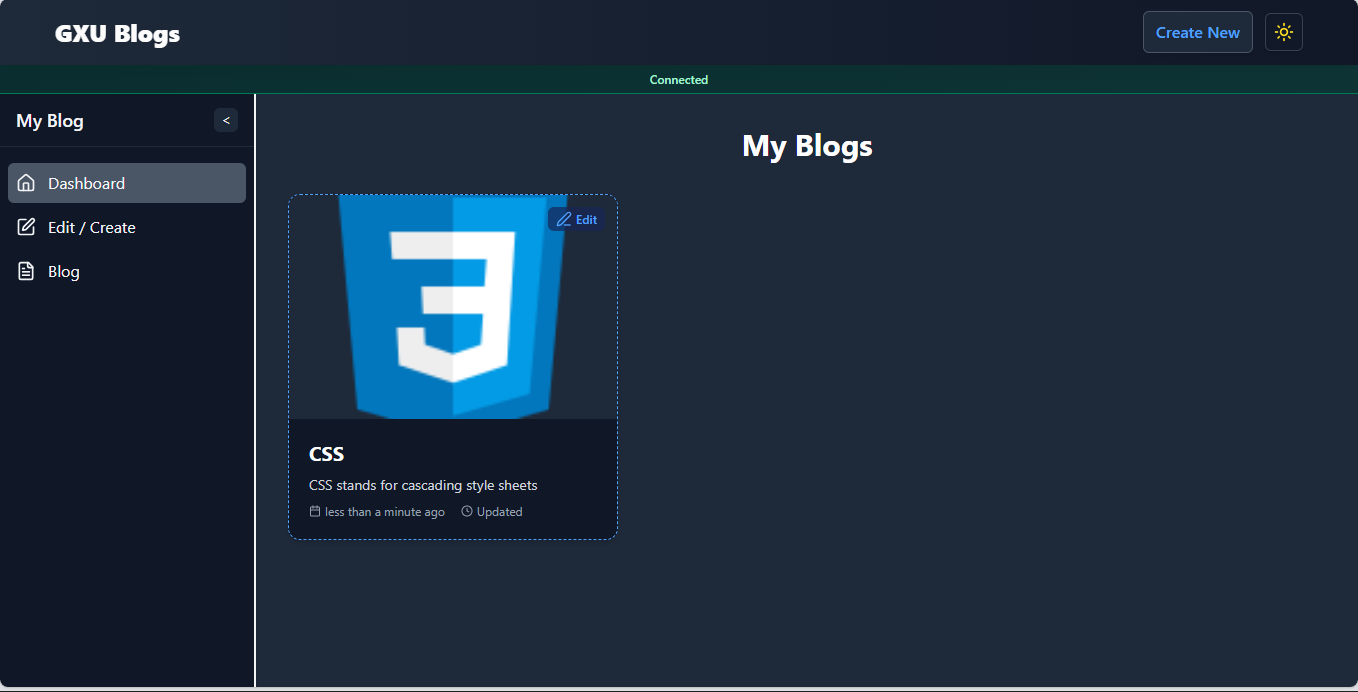 GXU Blogs
Create New
Connected
My Blog
<
Dashboard
Edit / Create
Blog
My Blogs
Edit
CSS
CSS stands for cascading style sheets
less than a minute ago Updated